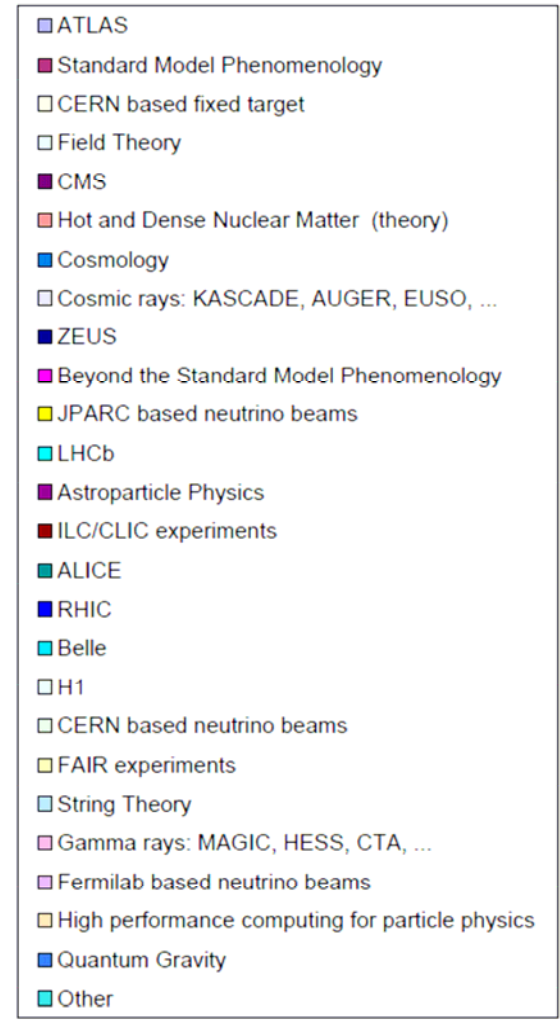 ATLAS
Standard Model Phenomenology
CERN based fixed target
Field Theory
CMS
Hot and Dense Nuclear Matter (theory)
Cosmology
Cosmic rays: KASCADE, AUGER, EUSO, ...
ZEUS
Beyond the Standard Model Phenomenology
JPARC based neutrino beams
LHCb
Astroparticle Physics
ILC/CLIC experiments
ALICE
RHIC
Belle
H1
CERN based neutrino beams
FAIR experiments
String Theory
Gamma rays: MAGIC, HESS, CTA, ...
Fermilab based neutrino beams
High performance computing for particle physics
Quantum Gravity
Other